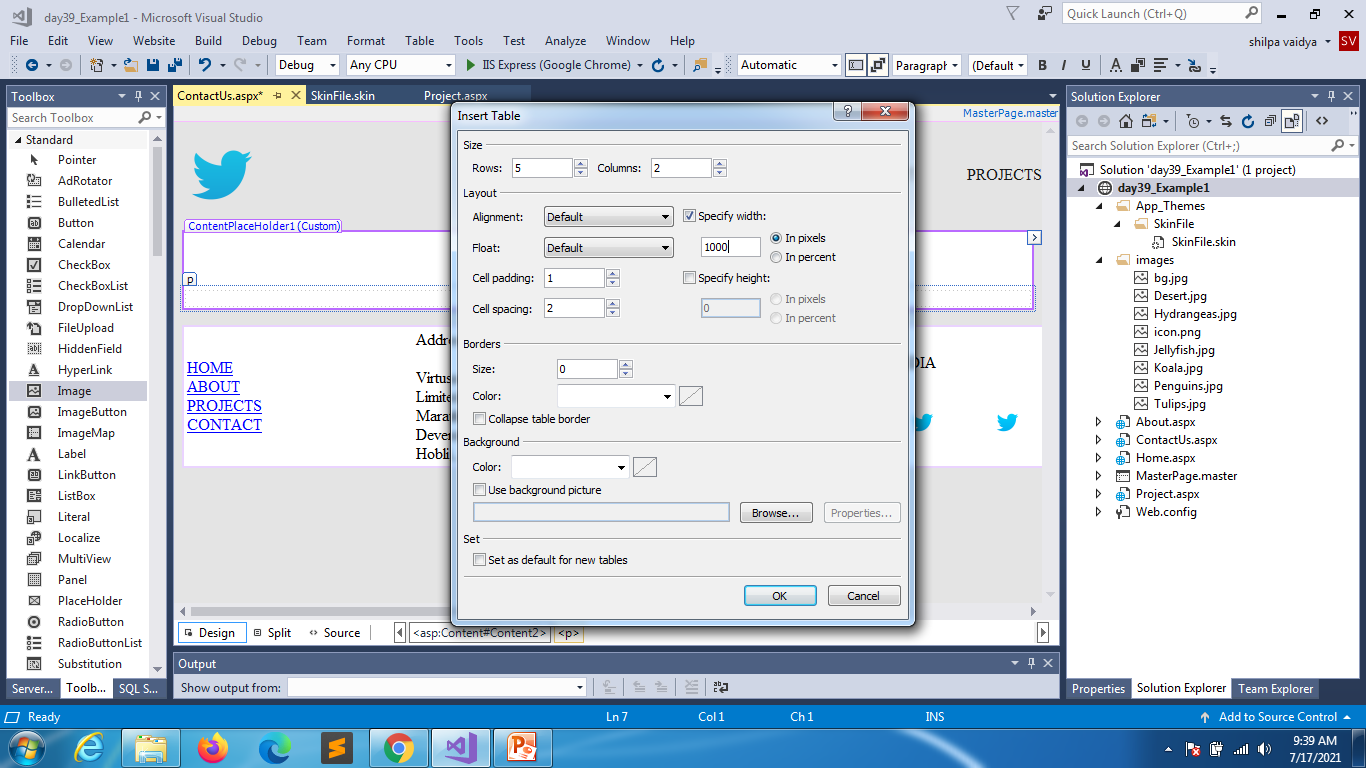 day39_Example1 - Microsoft Visual Studio
Quick Launch (Ctrl+Q)
File Edit View Website Build Debug Team Format Table Tools Test Analyze Window Help
shilpa vaidya SV
Debug Any CPU IIS Express (Google Chrome) Automatic Paragraph (Default B I U A
Toolbox
Search Toolbox
Standard
Pointer
AdRotator
BulletedList
Button
Calendar
CheckBox
CheckBoxList
DropDownList
FileUpload
HiddenField
HyperLink
Image
ImageButton
ImageMap
Label
LinkButton
ListBox
Literal
Localize
MultiView
Panel
PlaceHolder
RadioButton
RadioButtonList
Substitution
Server... Toolb... SQL S...
ContactUs.aspx* SkinFile.skin Project.aspx
MasterPage.master
PROJECTS
ContentPlaceHolder1 (Custom)
p
HOME
ABOUT
PROJECTS
CONTACT
Addre
Virtus
Limite
Mara
Deve
Hobli
DIA
Insert Table
Size
Rows: 5 Columns: 2
Layout
Alignment: Default Specify width:
Float: Default 1000 In pixels
In percent
Cell padding: 1 Specify height:
Cell spacing: 2 0 In pixels
In percent
Borders
Size: 0
Color:
Collapse table border
Background
Color:
Use background picture
Browse... Properties...
Set
Set as default for new tables
OK Cancel
Design Split Source <asp:Content#Content2> <p>
Output
Show output from:
Solution Explorer
Search Solution Explorer (Ctrl+;)
Solution 'day39_Example1' (1 project)
day39_Example1
App_Themes
SkinFile
SkinFile.skin
images
bg.jpg
Desert.jpg
Hydrangeas.jpg
icon.png
Jellyfish.jpg
Koala.jpg
Penguins.jpg
Tulips.jpg
About.aspx
ContactUs.aspx
Home.aspx
MasterPage.master
Project.aspx
Web.config
Properties Solution Explorer Team Explorer
Ready Ln 7 Col 1 Ch 1 INS Add to Source Control
9:39 AM
7/17/2021